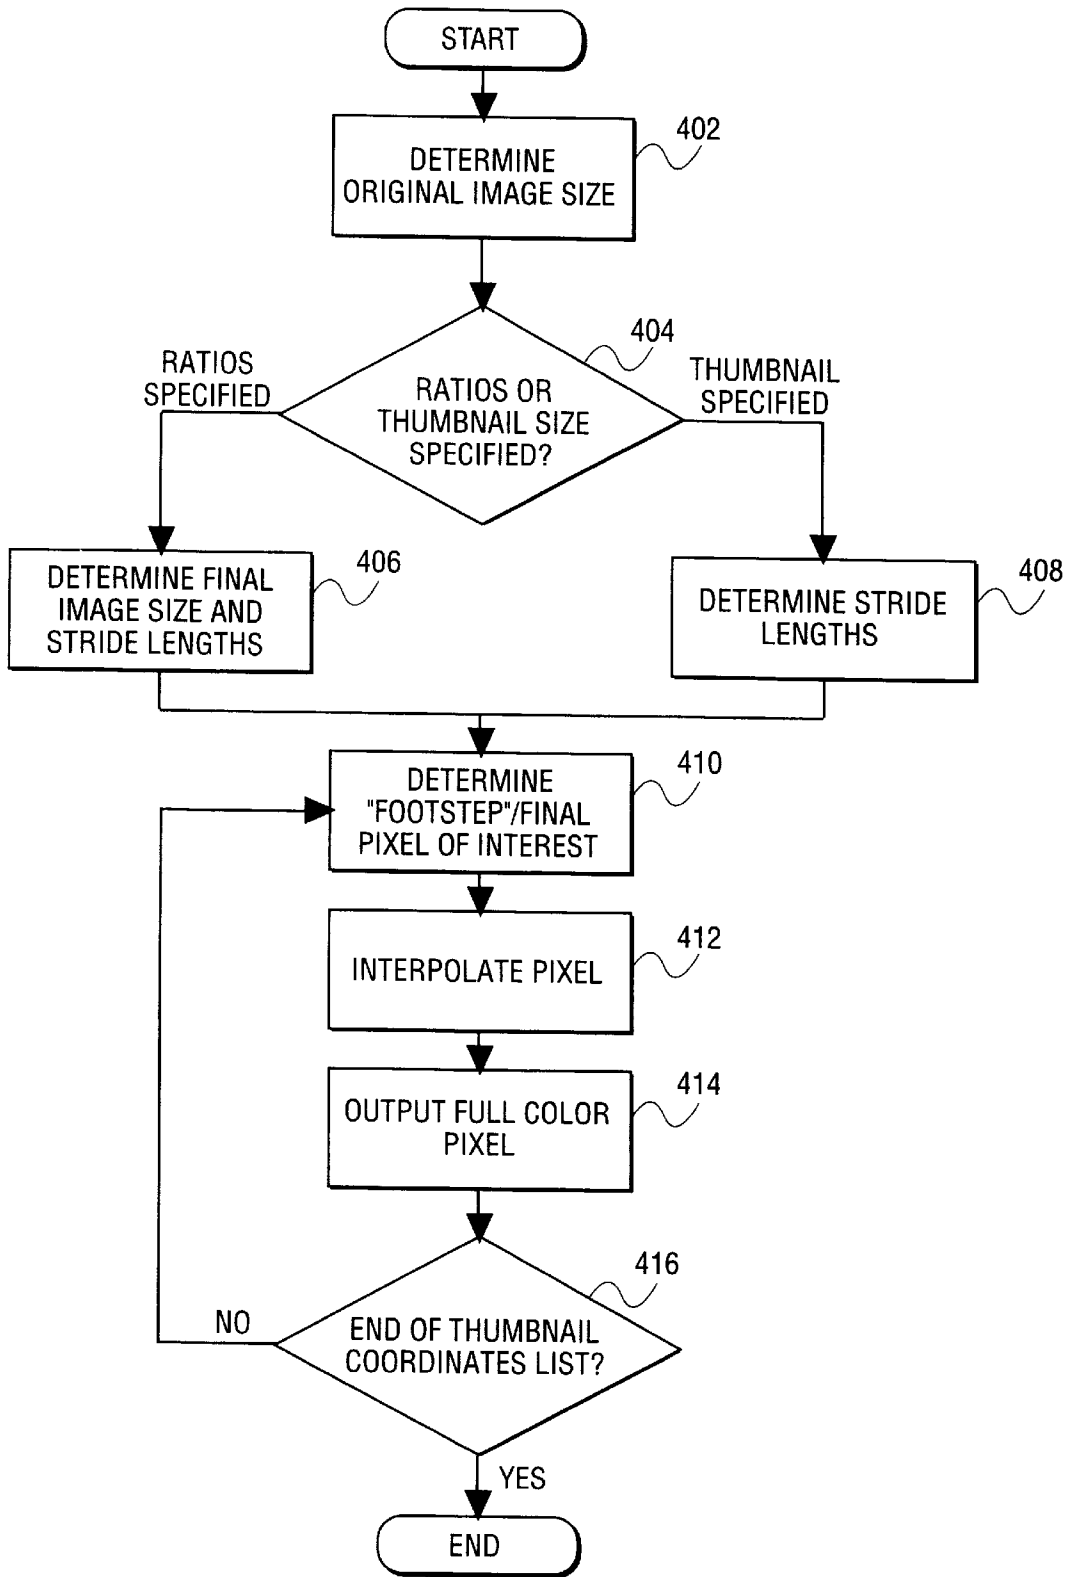 START
402
DETERMINE
ORIGINAL IMAGE SIZE
404
RATIOS
SPECIFIED
RATIOS OR
THUMBNAIL SIZE
SPECIFIED?
THUMBNAIL
SPECIFIED
406
DETERMINE FINAL
IMAGE SIZE AND
STRIDE LENGTHS
408
DETERMINE STRIDE
LENGTHS
410
DETERMINE
"FOOTSTEP"/FINAL
PIXEL OF INTEREST
412
INTERPOLATE PIXEL
414
OUTPUT FULL COLOR
PIXEL
416
NO
END OF THUMBNAIL
COORDINATES LIST?
YES
END